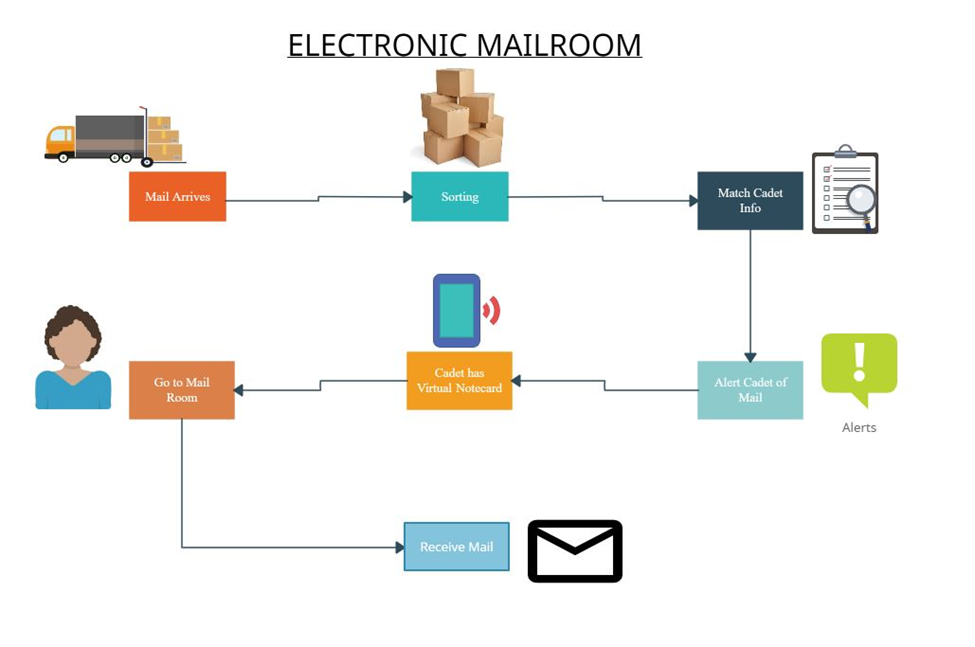 ELECTRONIC MAILROOM
Mail Arrives
Sorting
Match Cadet
Info
Alert Cadet of
Mail
Alerts
Cadet has
Virtual Notecard
Go to Mail
Room
Receive Mail